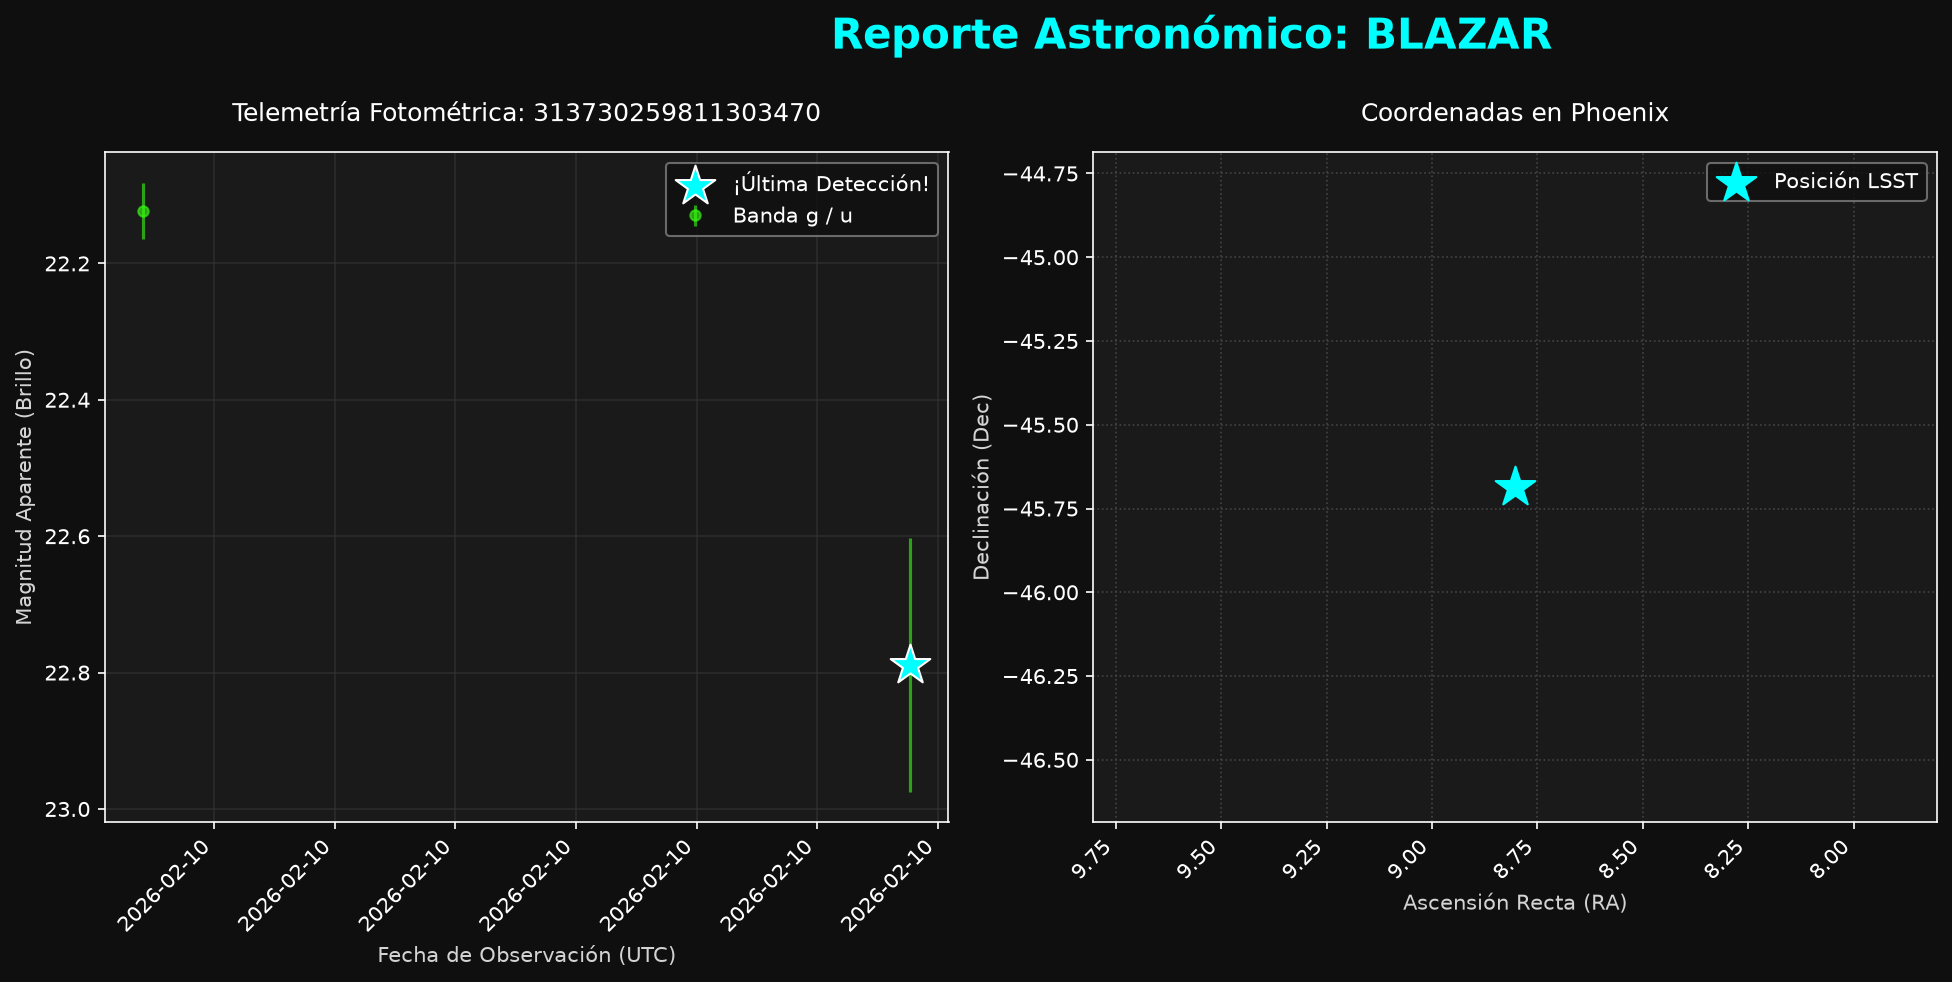 Reporte Astronómico: BLAZAR
Telemetría Fotométrica: 313730259811303470
¡Última Detección!
Banda g / u
Magnitud Aparente (Brillo)
22.2
22.4
22.6
22.8
23.0
2026-02-10
2026-02-10
2026-02-10
2026-02-10
2026-02-10
2026-02-10
2026-02-10
Fecha de Observación (UTC)
Coordenadas en Phoenix
Posición LSST
Declinación (Dec)
−44.75
−45.00
−45.25
−45.50
−45.75
−46.00
−46.25
−46.50
9.75
9.50
9.25
9.00
8.75
8.50
8.25
8.00
Ascensión Recta (RA)